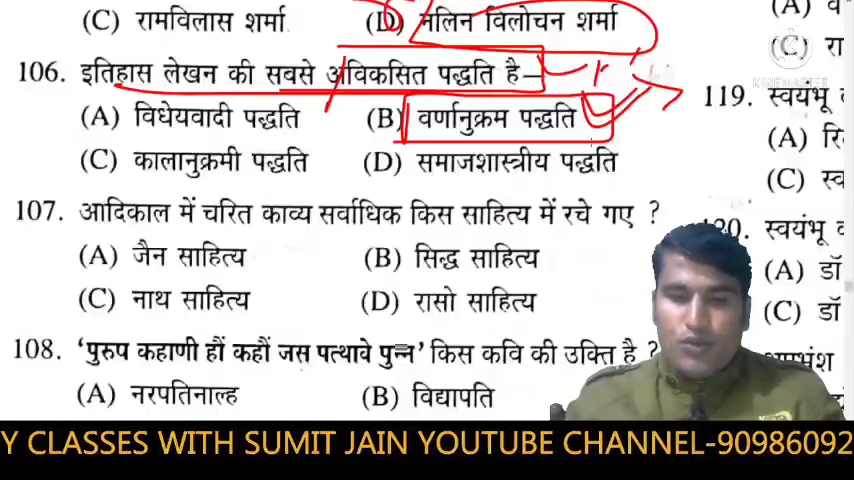 (C) रामविलास शर्मा (D) नलिन विलोचन शर्मा
106. इतिहास लेखन की सबसे अविकसित पद्धति है–
(A) विधेयवादी पद्धति (B) वर्णानुक्रम पद्धति
(C) कालानुक्रमी पद्धति (D) समाजशास्त्रीय पद्धति
107. आदिकाल में चरित काव्य सर्वाधिक किस साहित्य में रचे गए ?
(A) जैन साहित्य (B) सिद्ध साहित्य
(C) नाथ साहित्य (D) रासो साहित्य
108. 'पुरुप कहाणी हौं कहौं जस पत्थावे पुन्न' किस कवि की उक्ति है ?
(A) नरपतिनाल्ह (B) विद्यापति
(A)
(C) रा
119. स्वयंभू
(A) रि
(C) स्व
120. स्वयंभू
(A) डॉ
(C) डॉ
Y CLASSES WITH SUMIT JAIN YOUTUBE CHANNEL-90986092